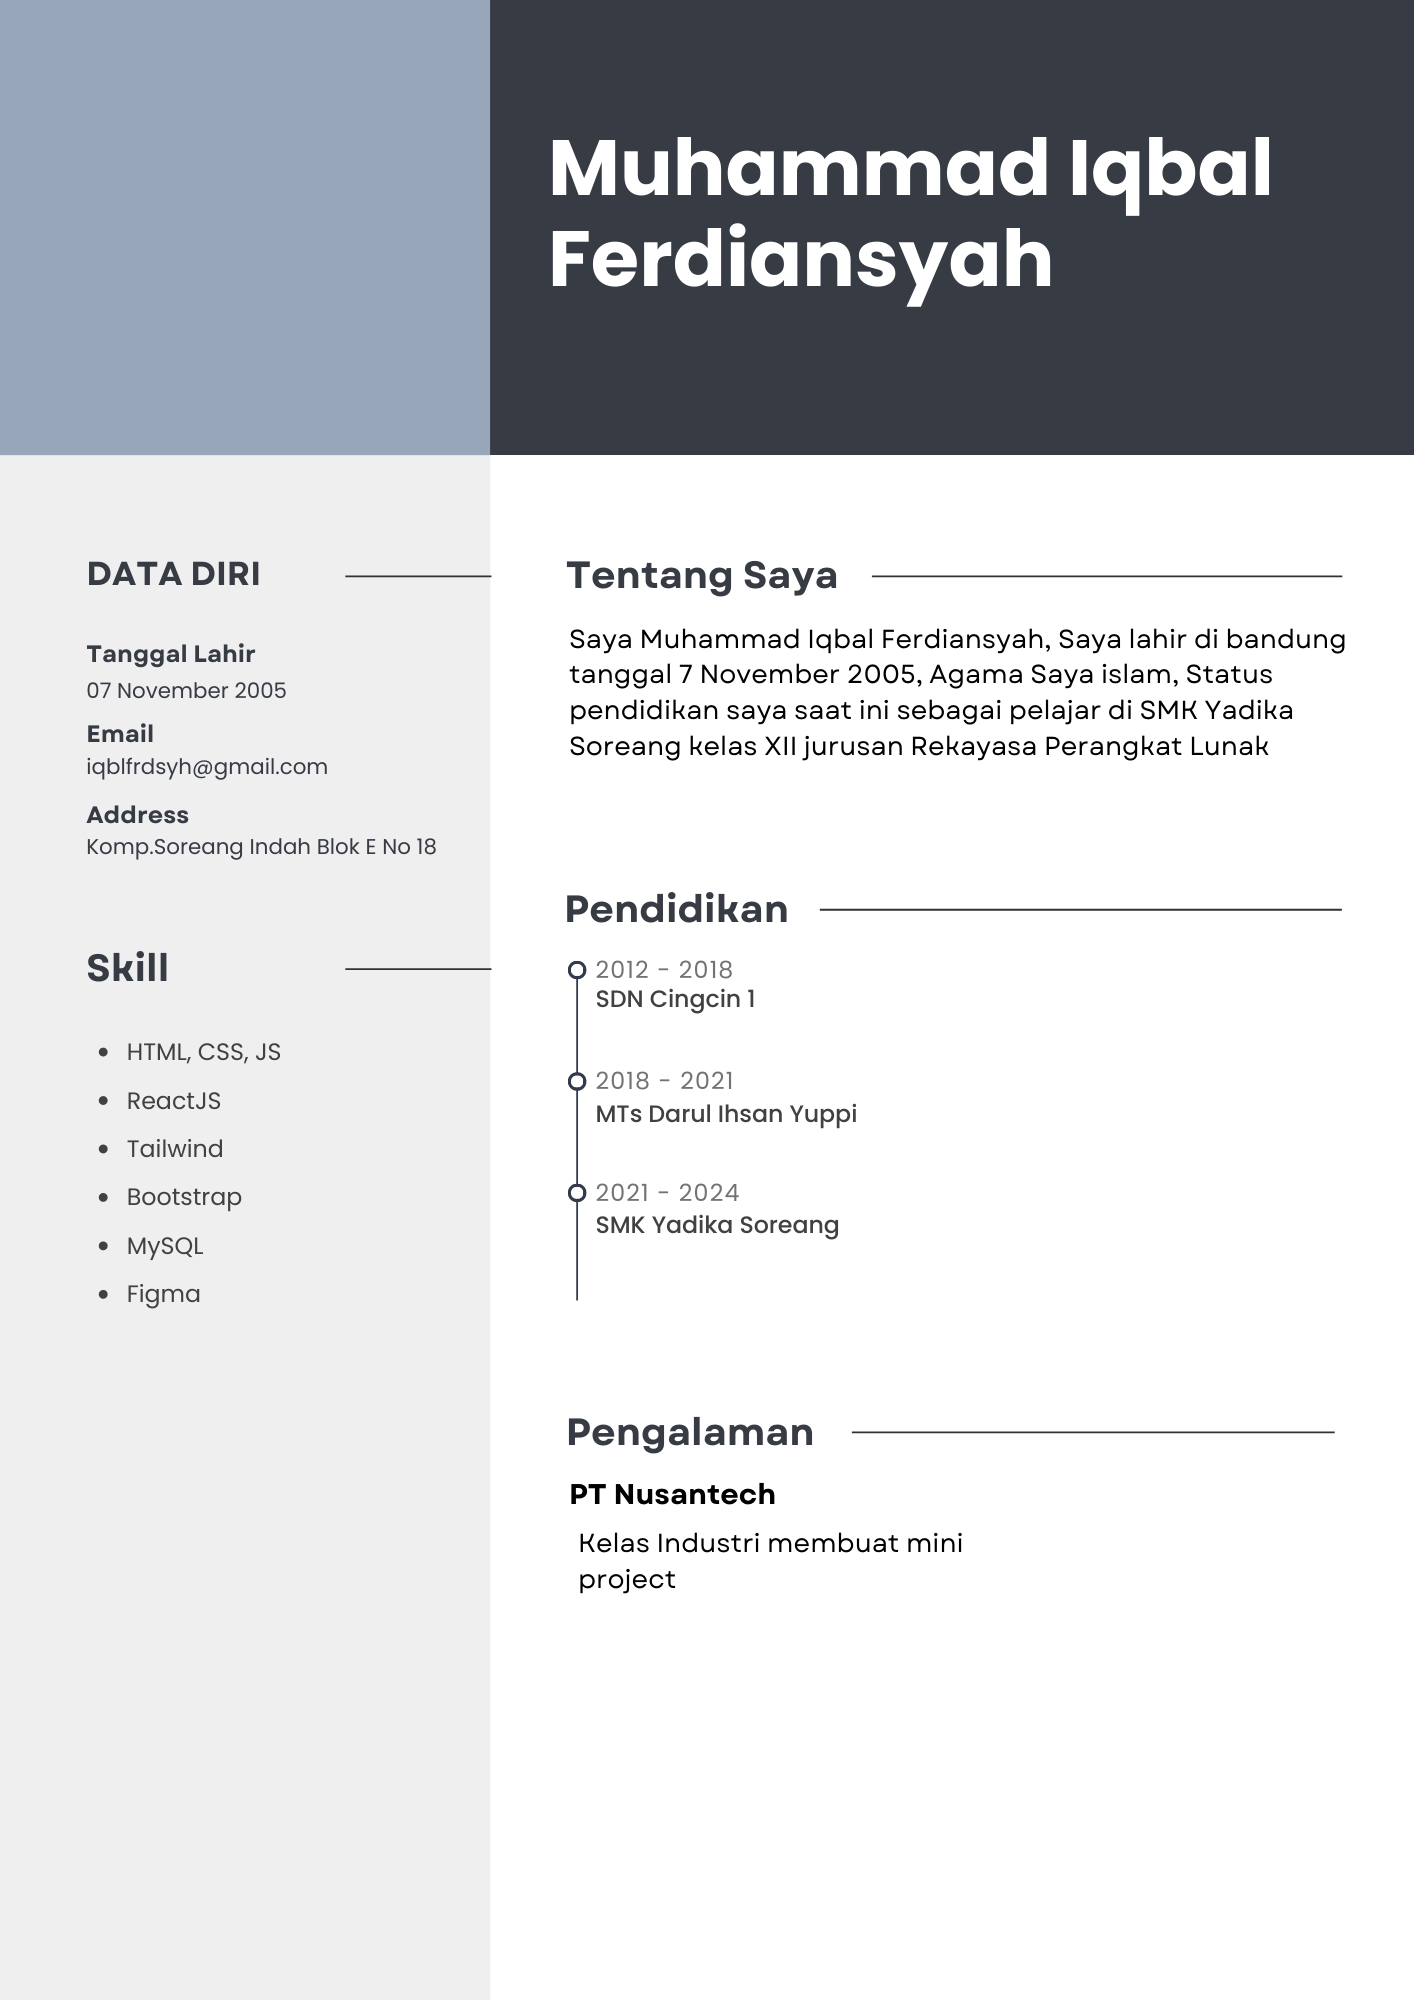 Muhammad Iqbal
Ferdiansyah
DATA DIRI
Tanggal Lahir
07 November 2005
Email
iqblfrdsyh@gmail.com
Address
Komp.Soreang Indah Blok E No 18
Skill
• HTML, CSS, JS
• ReactJS
• Tailwind
• Bootstrap
• MySQL
• Figma
Tentang Saya
Saya Muhammad Iqbal Ferdiansyah, Saya lahir di bandung
tanggal 7 November 2005, Agama Saya islam, Status
pendidikan saya saat ini sebagai pelajar di SMK Yadika
Soreang kelas XII jurusan Rekayasa Perangkat Lunak
Pendidikan
2012 - 2018
SDN Cingcin 1
2018 - 2021
MTs Darul Ihsan Yuppi
2021 - 2024
SMK Yadika Soreang
Pengalaman
PT Nusantech
Kelas Industri membuat mini
project